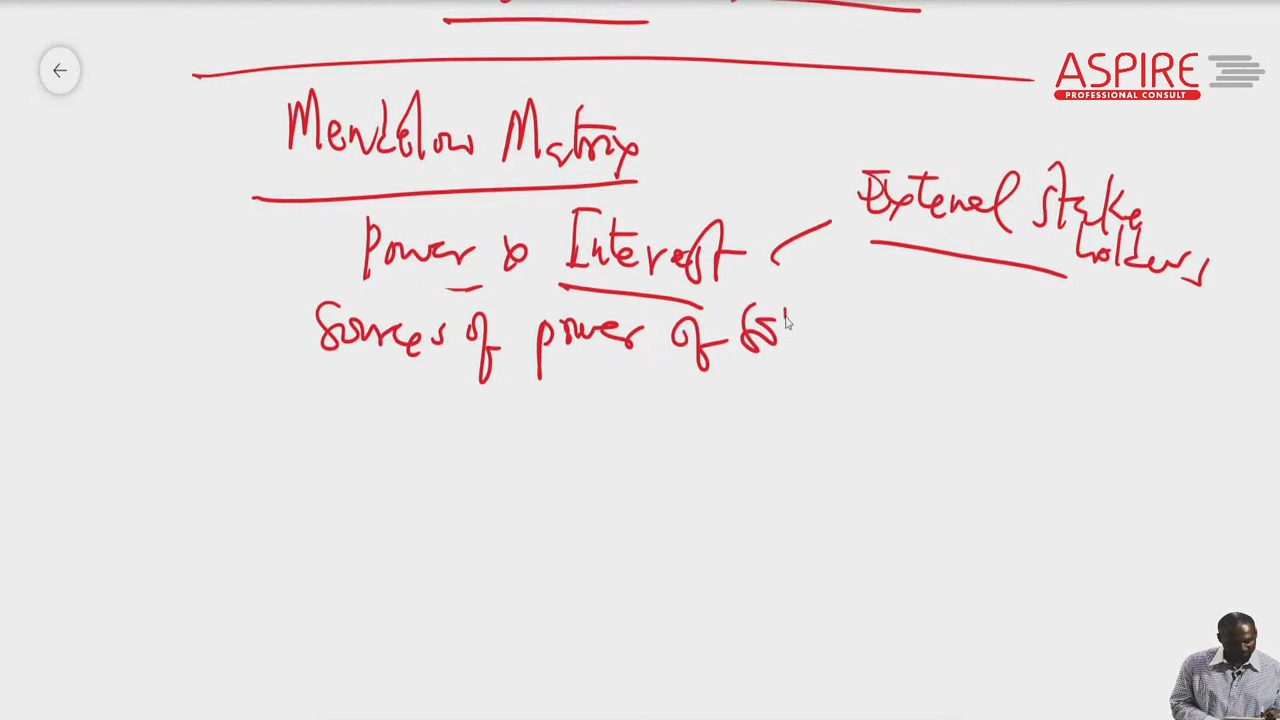 ASPIRE
PROFESSIONAL CONSULT
Mendelow Matrix
Power & Interest
External Stake
holders
Sources of power of